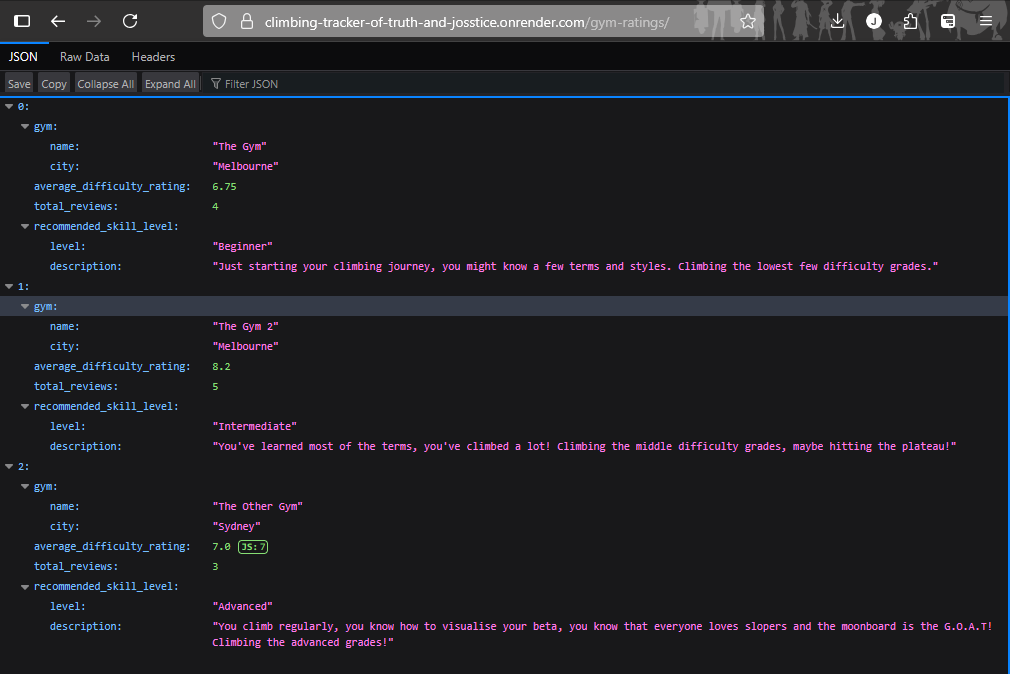 climbing-tracker-of-truth-and-josstice.onrender.com/gym-ratings/
J
JSON Raw Data Headers
Save Copy Collapse All Expand All Filter JSON
0:
gym:
name: "The Gym"
city: "Melbourne"
average_difficulty_rating: 6.75
total_reviews: 4
recommended_skill_level:
level: "Beginner"
description: "Just starting your climbing journey, you might know a few terms and styles. Climbing the lowest few difficulty grades."
1:
gym:
name: "The Gym 2"
city: "Melbourne"
average_difficulty_rating: 8.2
total_reviews: 5
recommended_skill_level:
level: "Intermediate"
description: "You've learned most of the terms, you've climbed a lot! Climbing the middle difficulty grades, maybe hitting the plateau!"
2:
gym:
name: "The Other Gym"
city: "Sydney"
average_difficulty_rating: 7.0 JS:7
total_reviews: 3
recommended_skill_level:
level: "Advanced"
description: "You climb regularly, you know how to visualise your beta, you know that everyone loves slopers and the moonboard is the G.O.A.T!
Climbing the advanced grades!"